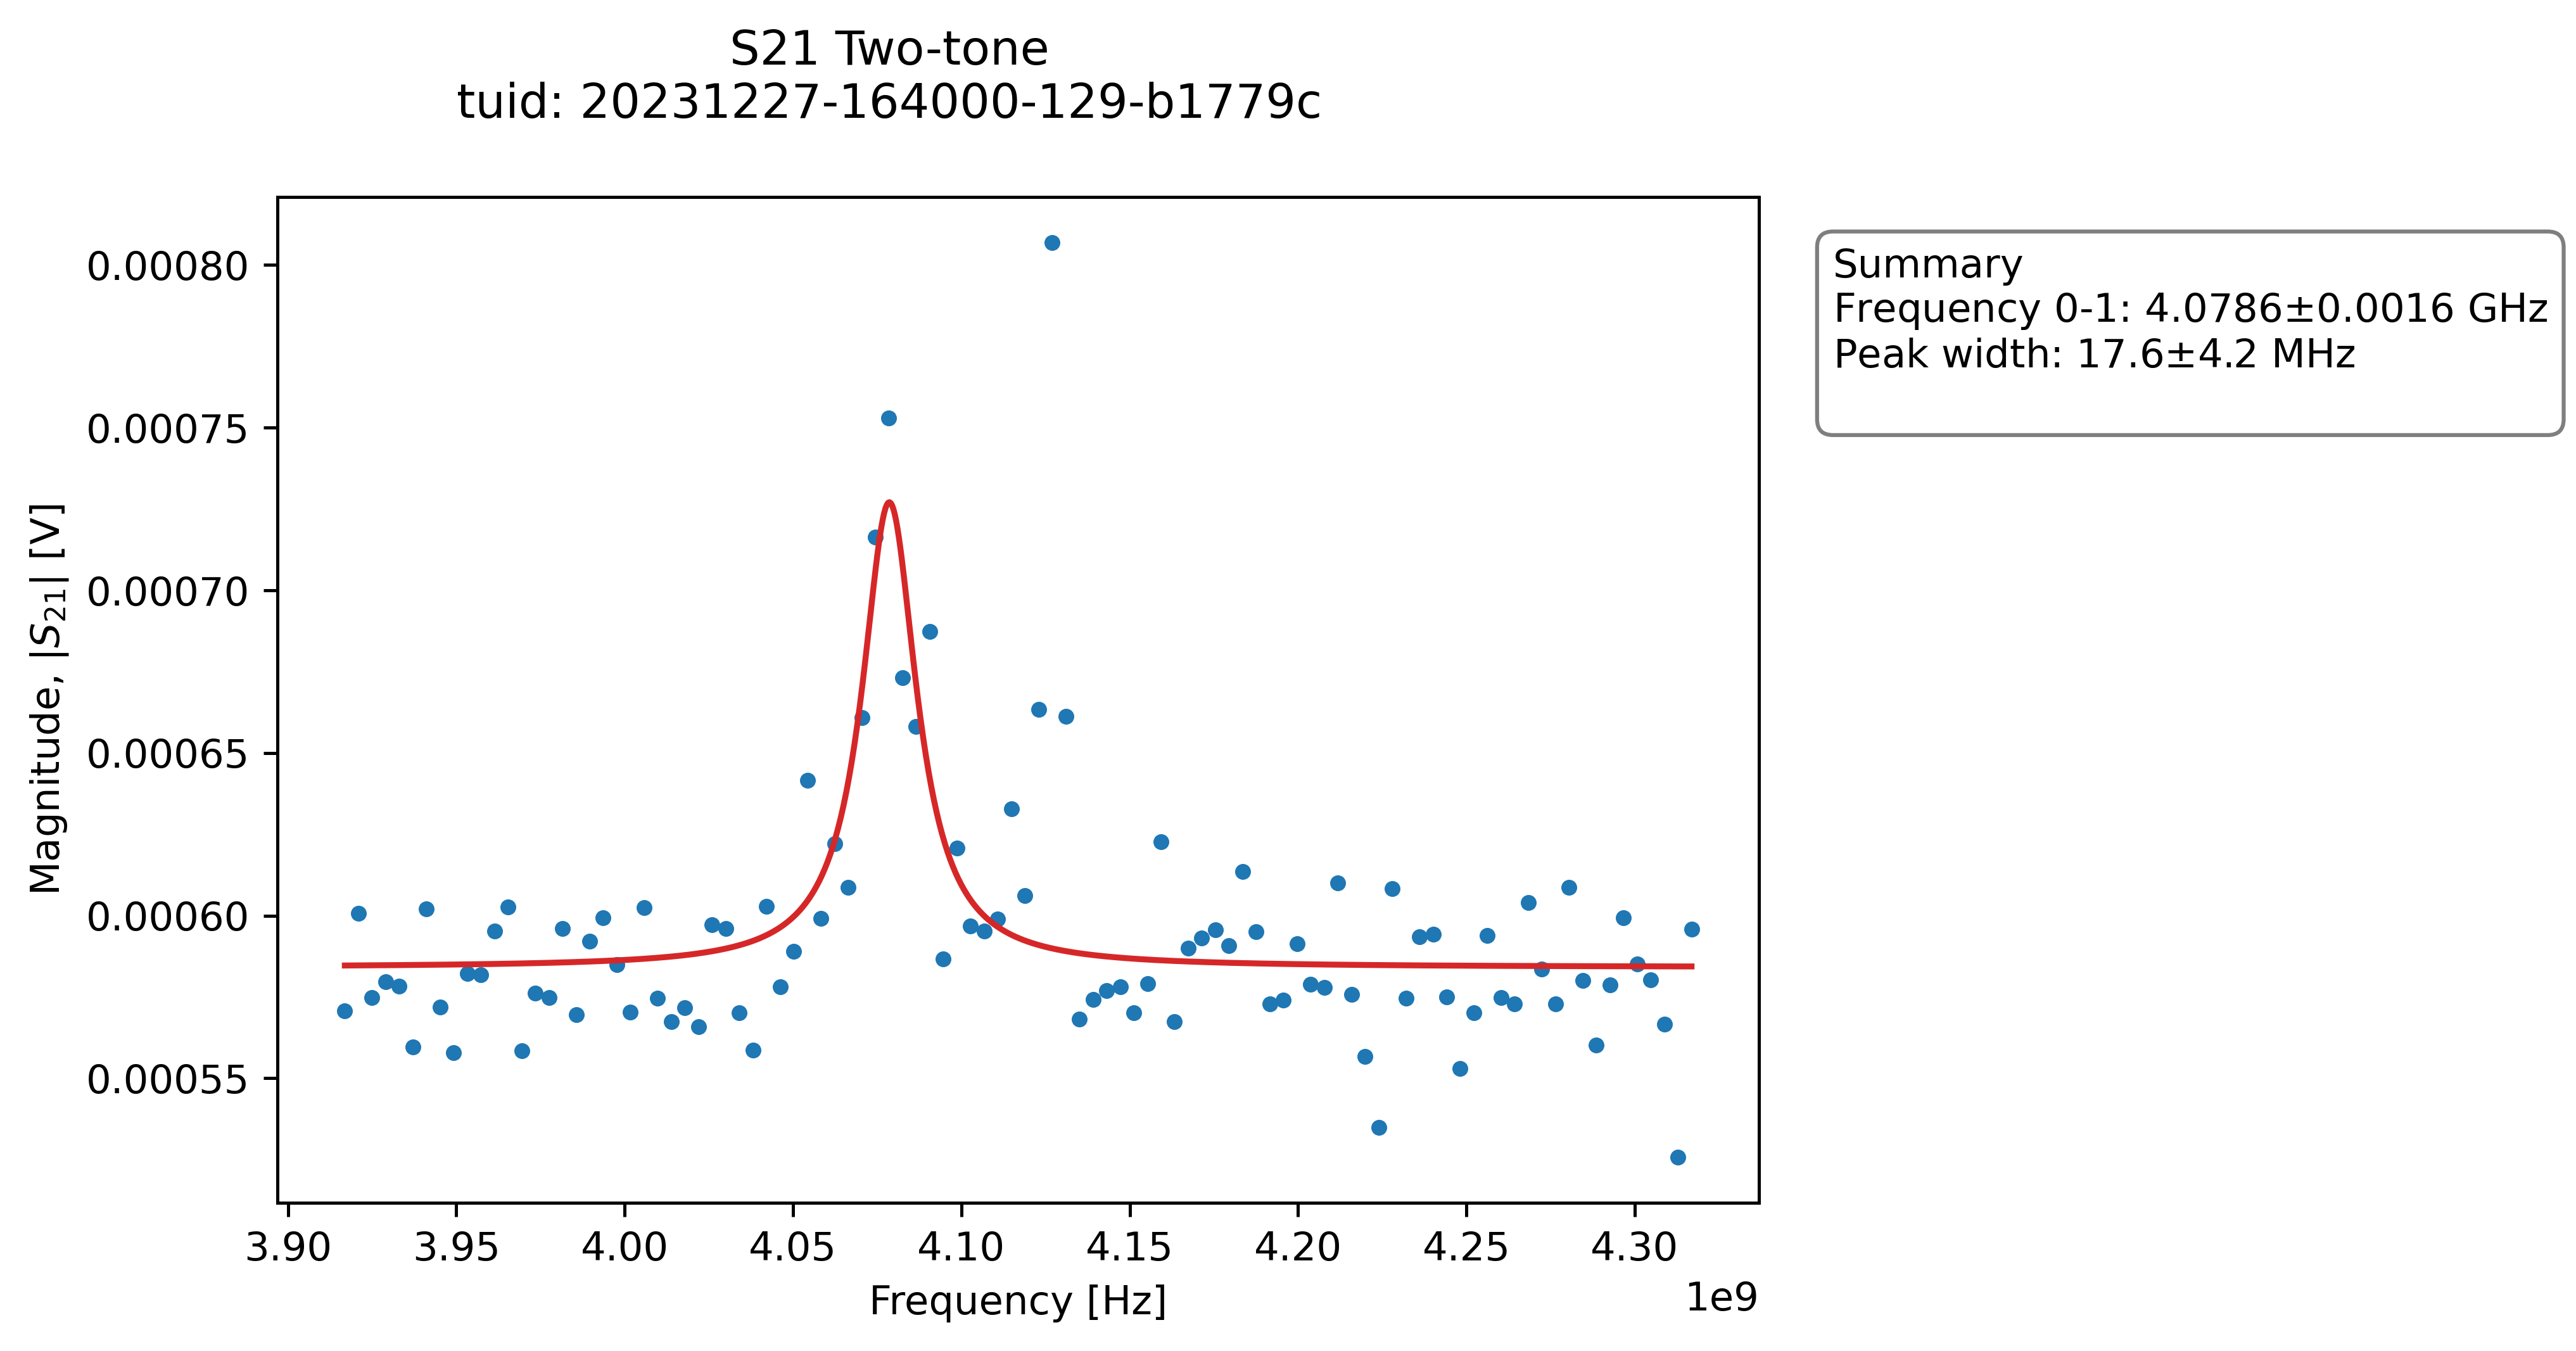 S21 Two-tone
tuid: 20231227-164000-129-b1779c
Summary
Frequency 0-1: 4.0786±0.0016 GHz
Peak width: 17.6±4.2 MHz
Magnitude, |S21| [V]
0.00080
0.00075
0.00070
0.00065
0.00060
0.00055
3.90 3.95 4.00 4.05 4.10 4.15 4.20 4.25 4.30
1e9
Frequency [Hz]